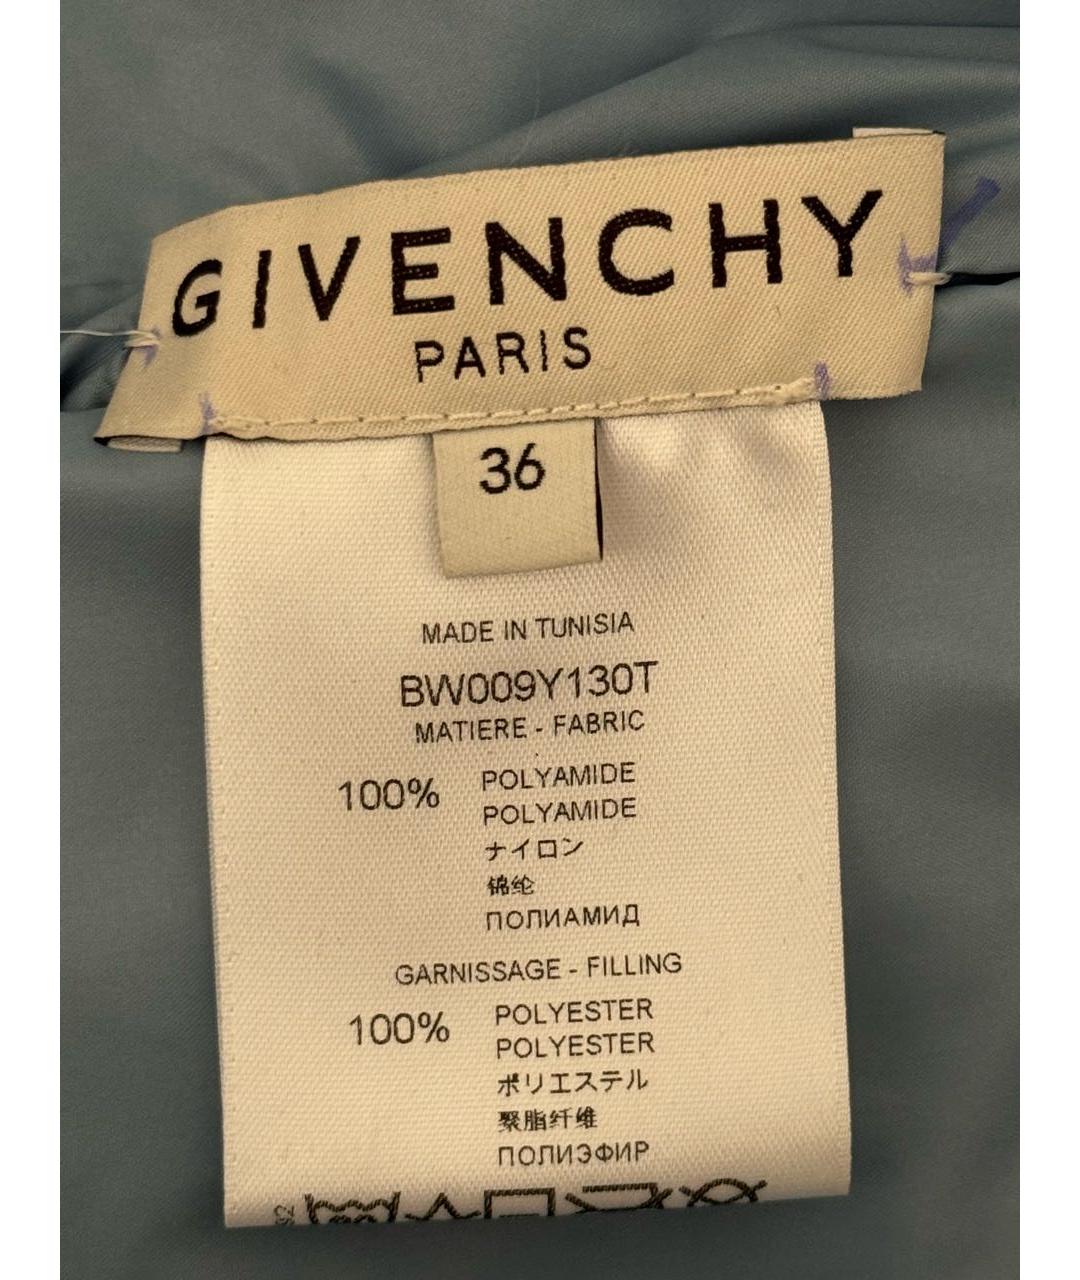 GIVENCHY
PARIS
36
MADE IN TUNISIA
BW009Y130T
MATIERE - FABRIC
100% POLYAMIDE
POLYAMIDE
ナイロン
锦纶
ПОЛИАМИД
GARNISSAGE - FILLING
100% POLYESTER
POLYESTER
ポリエステル
聚脂纤维
ПОЛИЭФИР